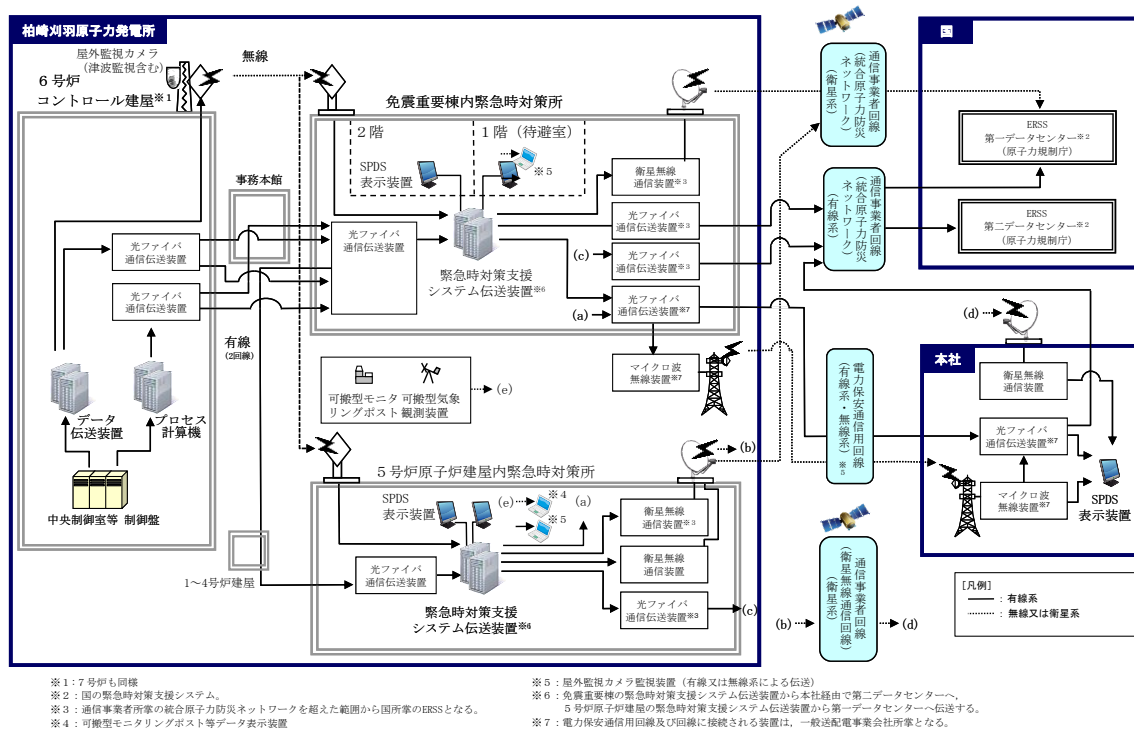 柏崎刈羽原子力発電所
屋外監視カメラ
(津波監視含む)
6号炉
コントロール建屋※1
無線
免震重要棟内緊急時対策所
2階
1階(待避室)
SPDS
表示装置
※5
衛星無線
通信装置※3
事務本館
光ファイバ
通信伝送装置
光ファイバ
通信伝送装置
光ファイバ
通信伝送装置
緊急時対策支援
システム伝送装置※6
光ファイバ
通信伝送装置※3
(c)
光ファイバ
通信伝送装置※3
(a)
光ファイバ
通信伝送装置※7
有線
(2回線)
マイクロ波
無線装置※7
可搬型モニタ
リングポスト
可搬型気象
観測装置
(e)
データ
伝送装置
プロセス
計算機
中央制御室等 制御盤
1~4号炉建屋
5号炉原子炉建屋内緊急時対策所
SPDS
表示装置
(e)
※4
※5
(a)
(b)
衛星無線
通信装置※3
衛星無線
通信装置
光ファイバ
通信伝送装置※3
(c)
光ファイバ
通信伝送装置
緊急時対策支援
システム伝送装置※6
通信事業者回線
(統合原子力防災
ネットワーク)
(衛星系)
通信事業者回線
(統合原子力防災
ネットワーク)
(有線系)
電力保安通信用回線
(有線系・無線系)※5
通信事業者回線
(衛星無線通信回線)
(衛星系)
(b)
(d)
国
ERSS
第一データセンター※2
(原子力規制庁)
ERSS
第二データセンター※2
(原子力規制庁)
(d)
本社
衛星無線
通信装置
光ファイバ
通信伝送装置※7
マイクロ波
無線装置※7
SPDS
表示装置
[凡例]
:有線系
:無線又は衛星系
※1:7号炉も同様
※2:国の緊急時対策支援システム。
※3:通信事業者所掌の統合原子力防災ネットワークを超えた範囲から国所掌のERSSとなる。
※4:可搬型モニタリングポスト等データ表示装置
※5:屋外監視カメラ監視装置(有線又は無線系による伝送)
※6:免震重要棟の緊急時対策支援システム伝送装置から本社経由で第二データセンターへ,
5号炉原子炉建屋の緊急時対策支援システム伝送装置から第一データセンターへ伝送する。
※7:電力保安通信用回線及び回線に接続される装置は,一般送配電事業会社所掌となる。